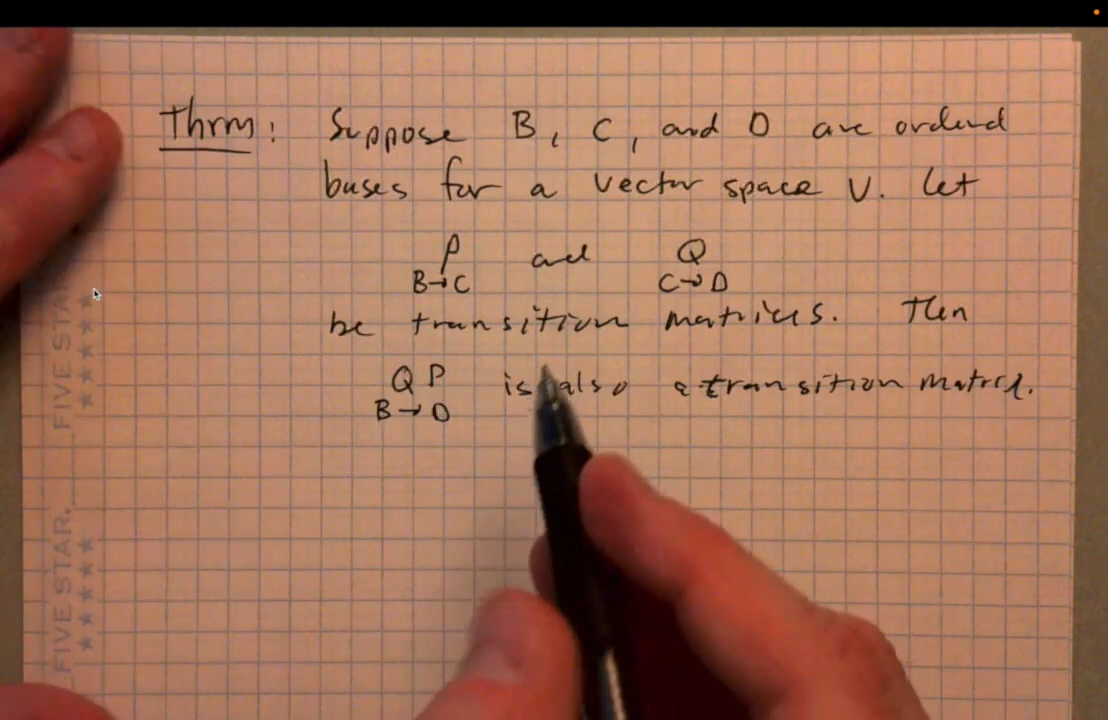 Thrm: Suppose B, C, and D are orderd
bases for a vector space V. Let
P and Q
B→C C→D
be transition matrices. Then
QP is also a transition matrix.
B→D
FIVE STAR.
FIVE STAR.